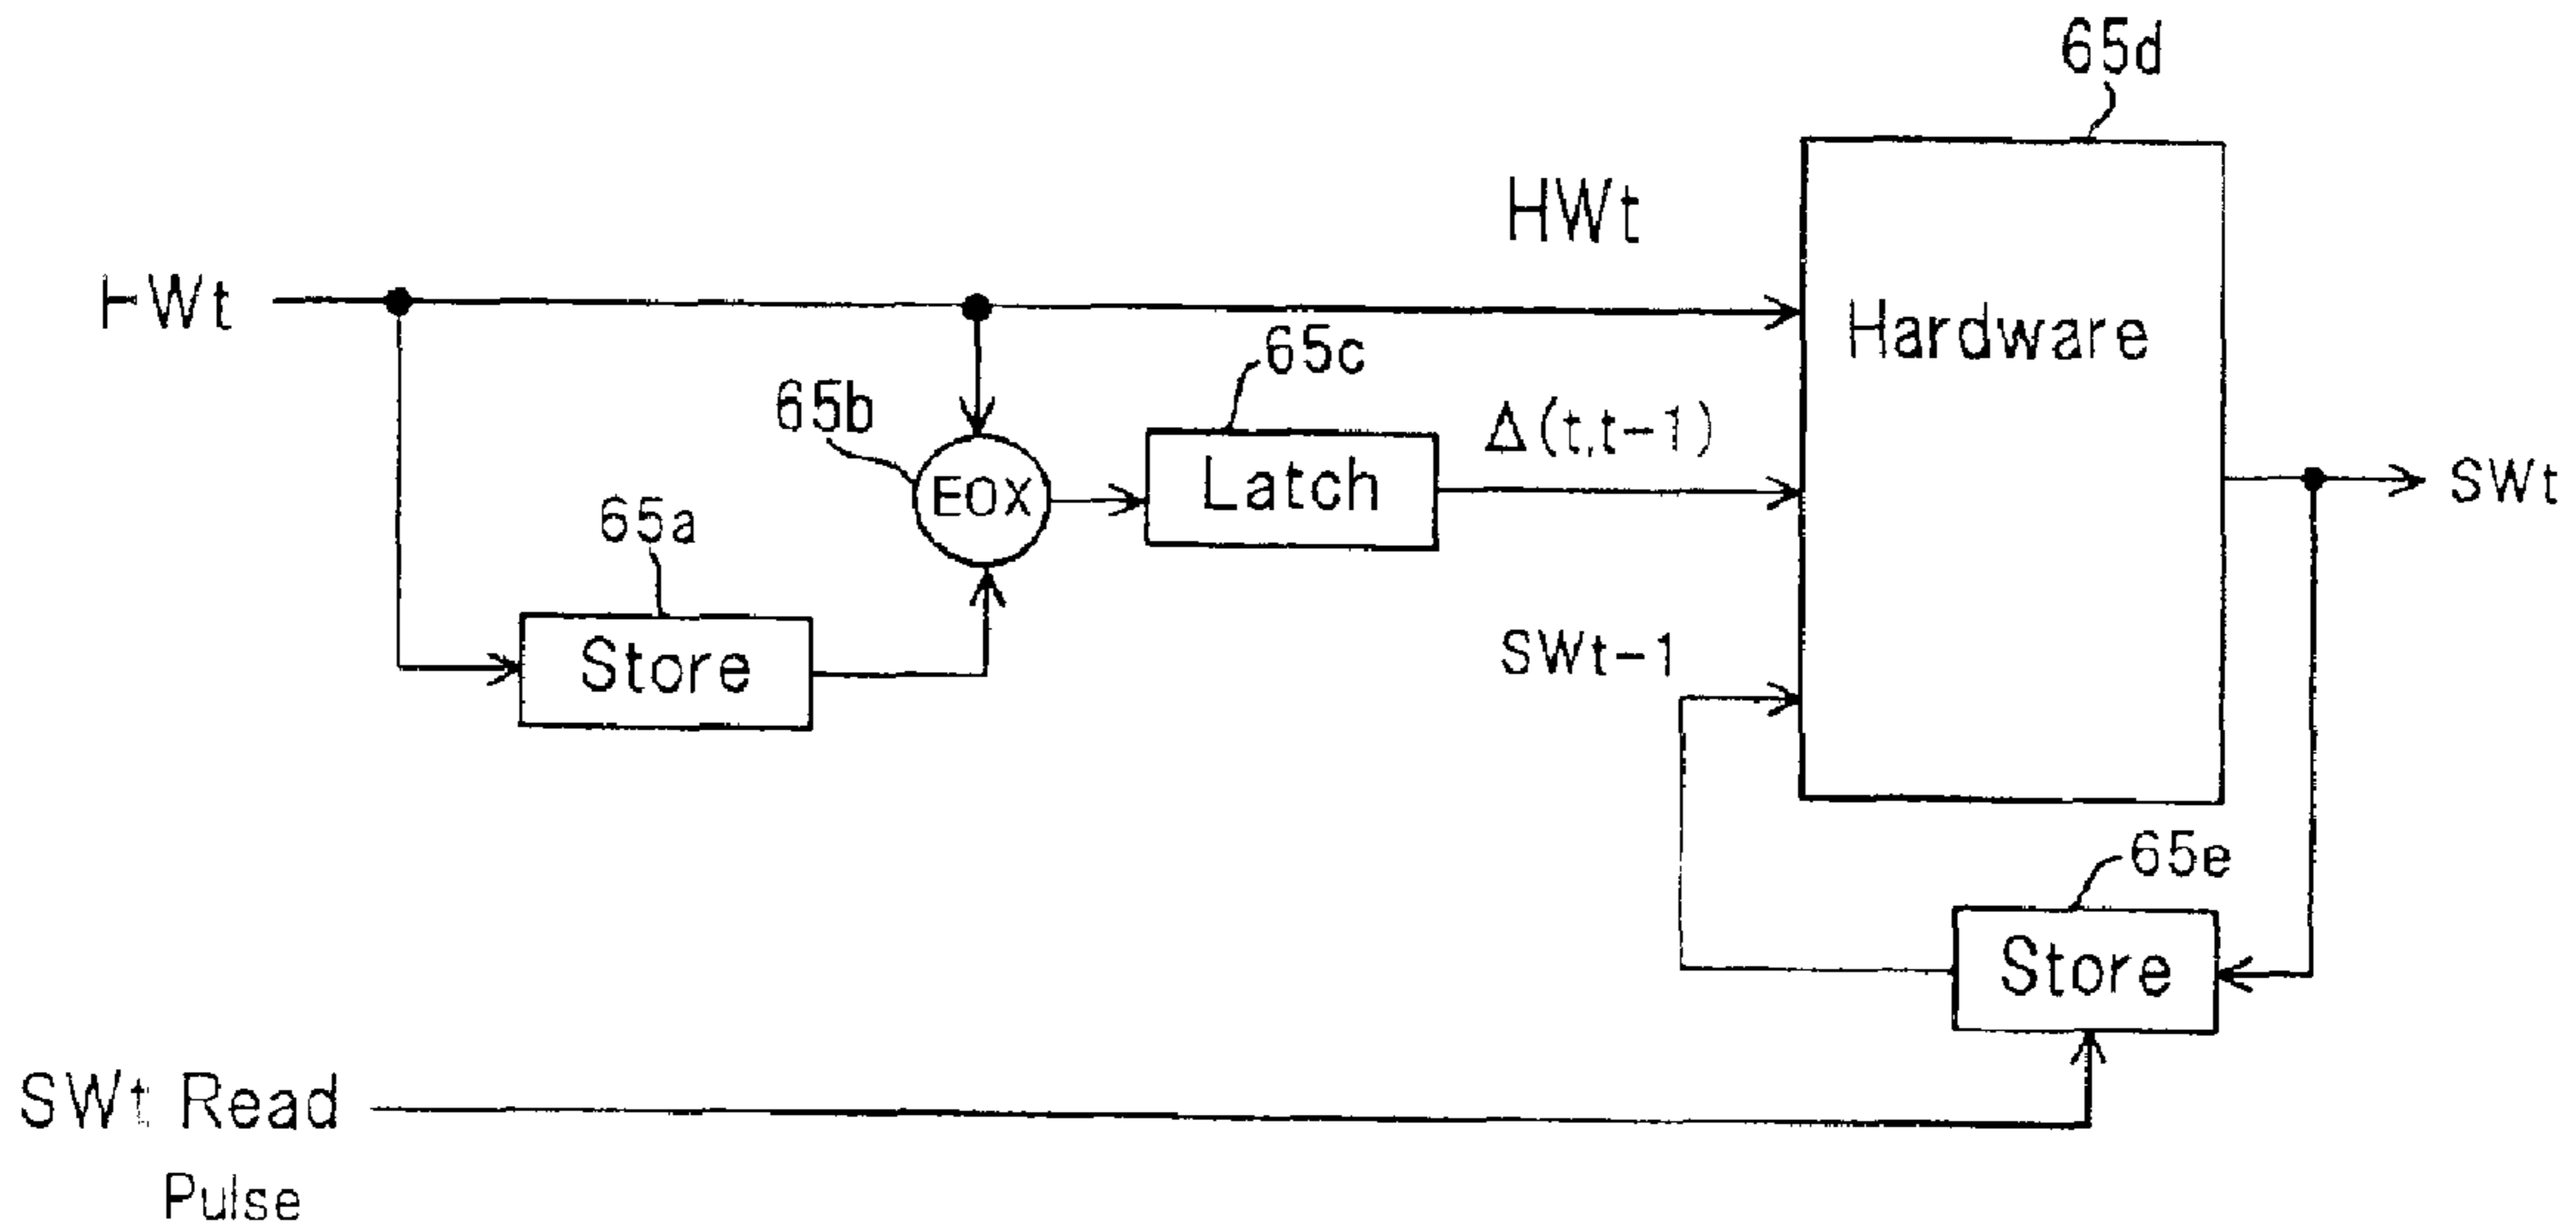 65d
HWt
HWt
Hardware
65c
65b
Δ(t,t-1)
Latch
EOX
SWt
65a
Store
SWt-1
65e
Store
SWt Read
Pulse